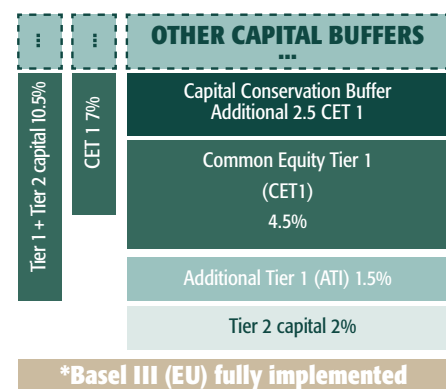 ...
...
OTHER CAPITAL BUFFERS
...
Tier 1 + Tier 2 capital 10.5%
CET 1 7%
Capital Conservation Buffer
Additional 2.5 CET 1
Common Equity Tier 1
(CET1)
4.5%
Additional Tier 1 (ATI) 1.5%
Tier 2 capital 2%
*Basel III (EU) fully implemented